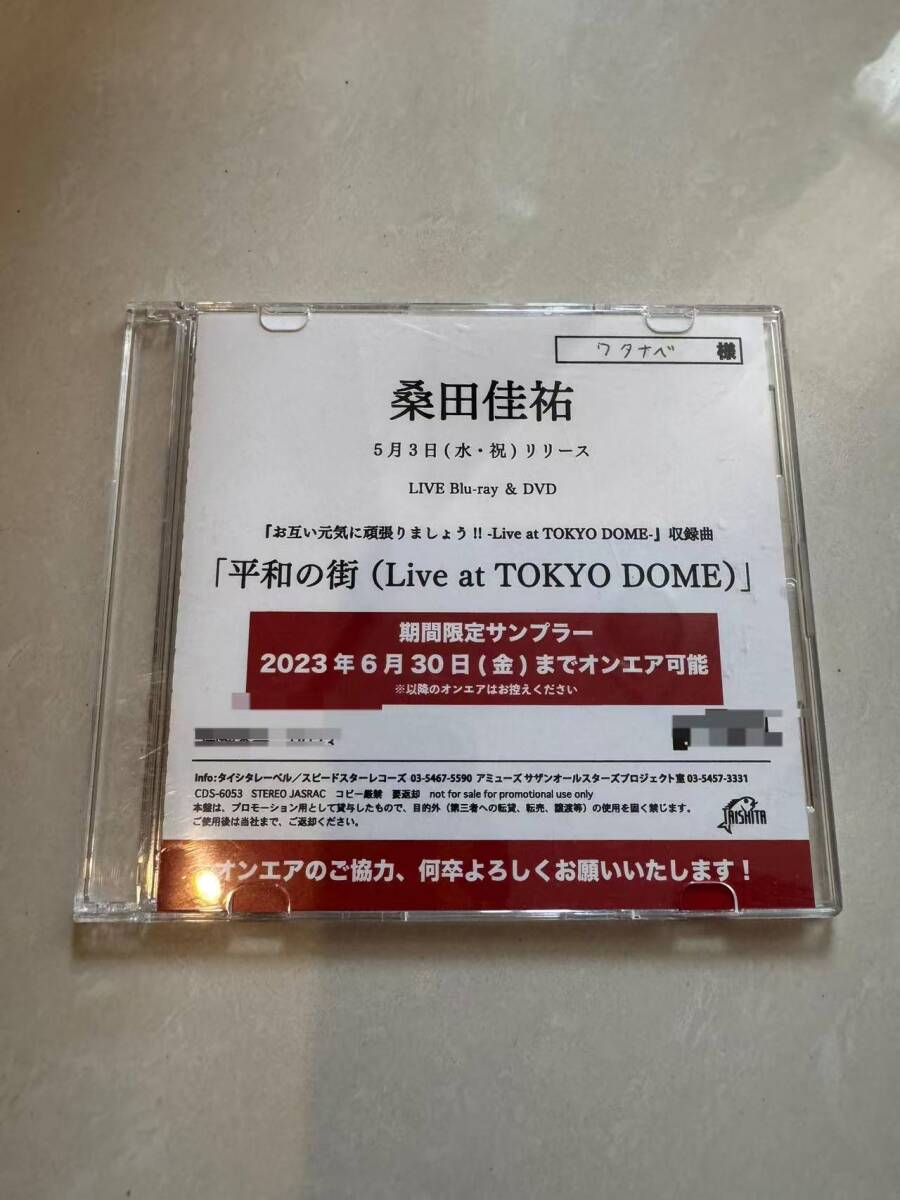 ワタナベ 様
桑田佳祐
5月3日(水・祝)リリース
LIVE Blu-ray & DVD
『お互い元気に頑張りましょう!! -Live at TOKYO DOME-』収録曲
「平和の街(Live at TOKYO DOME)」
期間限定サンプラー
2023年6月30日(金)までオンエア可能
※以降のオンエアはお控えください
Info:タイシタレーベル/スピードスターレコーズ 03-5467-5590 アミューズ サザンオールスターズプロジェクト室 03-5457-3331
CDS-6053 STEREO JASRAC コピー厳禁 要返却 not for sale for promotional use only
本盤は、プロモーション用として貸与したもので、目的外(第三者への転貸、転売、譲渡等)の使用を固く禁じます。
ご使用後は当社まで、ご返却ください。
TAISHITA
オンエアのご協力、何卒よろしくお願いいたします!